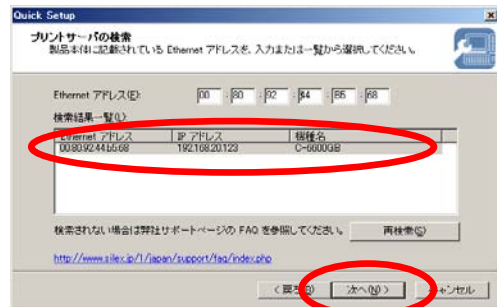 Quick Setup
プリントサーバの検索
製品本体に記載されている Ethernet アドレスを、入力または一覧から選択してください。
Ethernet アドレス(E): 00 : 80 : 92 : 44 : B5 : 68
検索結果一覧(L):
Ethernet アドレス IP アドレス 機種名
00:80:92:44:b5:68 192.168.20.123 C-6600GB
検索されない場合は弊社サポートページの FAQ を参照してください。 再検索(S)
http://www.silex.jp/1/japan/support/faq/index.php
< 戻る(B) 次へ(N) > キャンセル